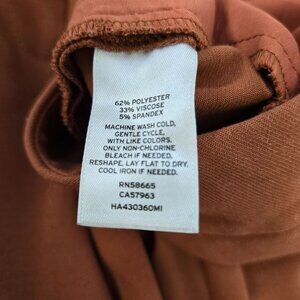 62% POLYESTER
33% VISCOSE
5% SPANDEX
MACHINE WASH COLD,
GENTLE CYCLE,
WITH LIKE COLORS,
ONLY NON-CHLORINE
BLEACH IF NEEDED,
RESHAPE, LAY FLAT TO DRY.
COOL IRON IF NEEDED.
RN58665
CA57963
HA430360MI